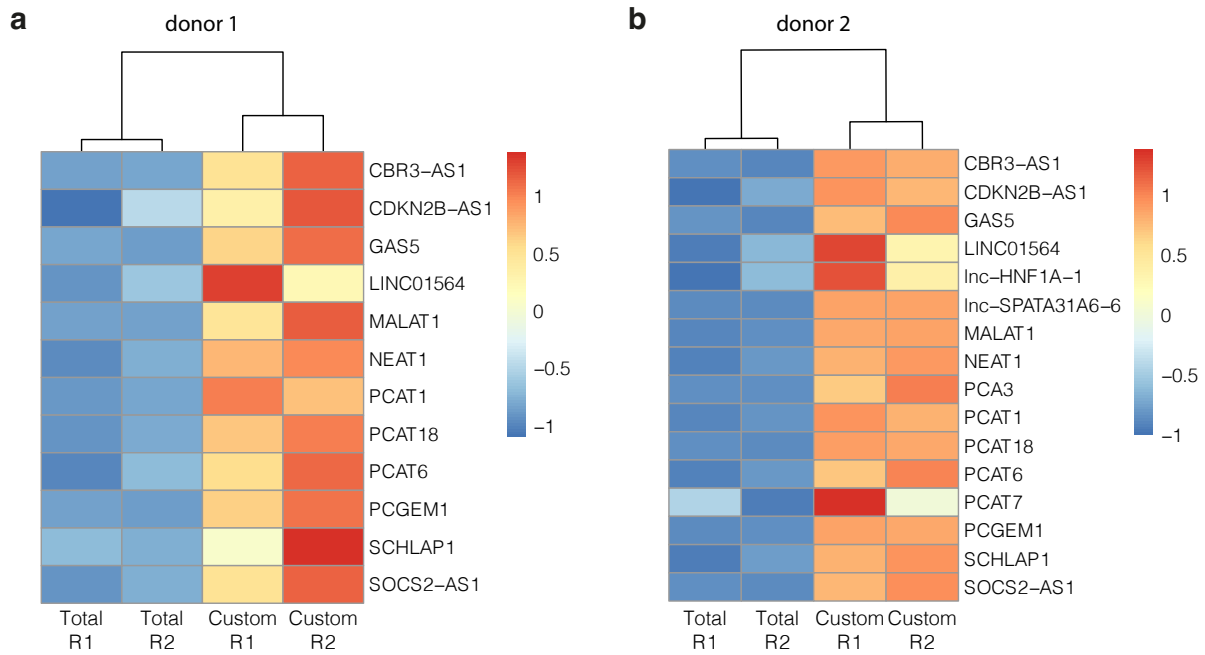 a
donor 1
CBR3–AS1
CDKN2B–AS1
GAS5
LINC01564
MALAT1
NEAT1
PCAT1
PCAT18
PCAT6
PCGEM1
SCHLAP1
SOCS2–AS1
1
0.5
0
−0.5
−1
Total Total Custom Custom
R1 R2 R1 R2
b
donor 2
CBR3–AS1
CDKN2B–AS1
GAS5
LINC01564
lnc–HNF1A–1
lnc–SPATA31A6–6
MALAT1
NEAT1
PCA3
PCAT1
PCAT18
PCAT6
PCAT7
PCGEM1
SCHLAP1
SOCS2–AS1
1
0.5
0
−0.5
−1
Total Total Custom Custom
R1 R2 R1 R2